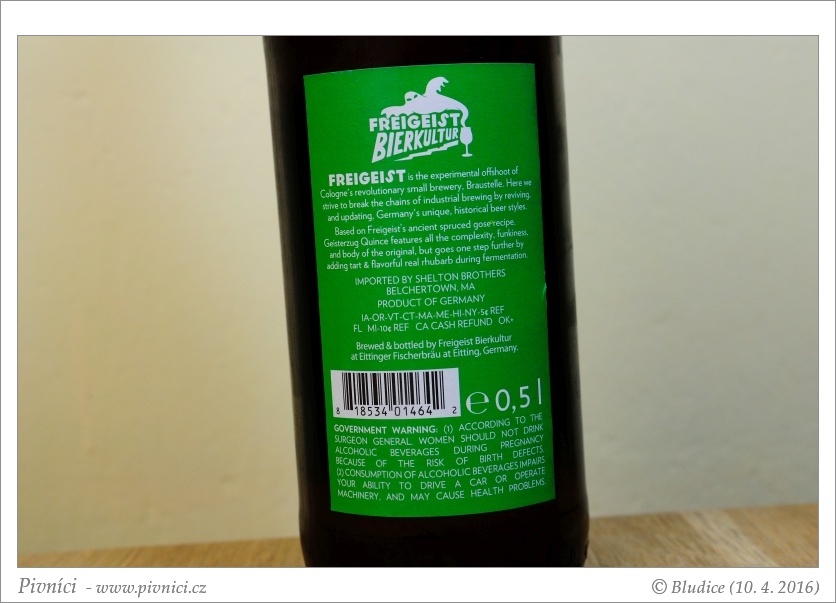 FREIGEIST
BIERKULTUR
FREIGEIST is the experimental offshoot of
Cologne's revolutionary small brewery, Braustelle. Here we
strive to break the chains of industrial brewing by reviving,
and updating, Germany's unique, historical beer styles.
Based on Freigeist's ancient spruced gose recipe,
Geisterzug Quince features all the complexity, funkiness,
and body of the original, but goes one step further by
adding tart & flavorful real rhubarb during fermentation.
IMPORTED BY SHELTON BROTHERS
BELCHERTOWN, MA
PRODUCT OF GERMANY
IA-OR-VT-CT-MA-ME-HI-NY-5¢ REF
FL MI-10¢ REF CA CASH REFUND OK+
Brewed & bottled by Freigeist Bierkultur
at Eittinger Fischerbräu at Eitting, Germany.
8 18534 01464 2
℮ 0,5 l
GOVERNMENT WARNING: (1) ACCORDING TO THE
SURGEON GENERAL, WOMEN SHOULD NOT DRINK
ALCOHOLIC BEVERAGES DURING PREGNANCY
BECAUSE OF THE RISK OF BIRTH DEFECTS.
(2) CONSUMPTION OF ALCOHOLIC BEVERAGES IMPAIRS
YOUR ABILITY TO DRIVE A CAR OR OPERATE
MACHINERY, AND MAY CAUSE HEALTH PROBLEMS.
Pivníci - www.pivnici.cz
© Bludice (10. 4. 2016)